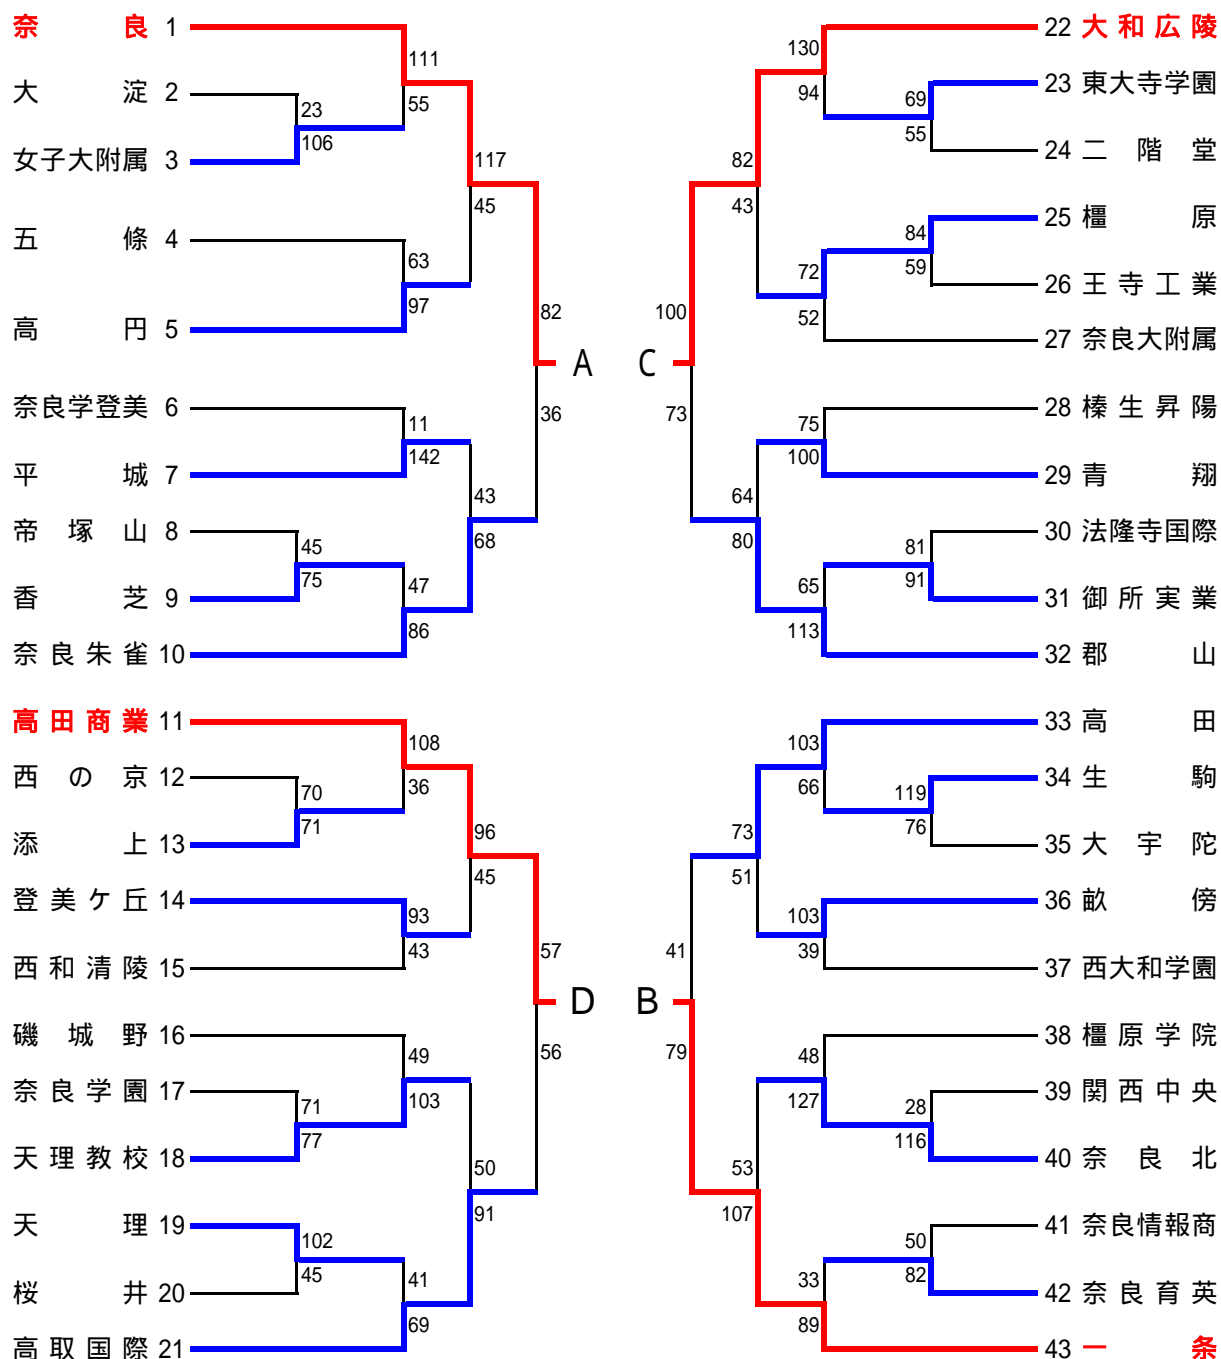 奈良 1
111
大淀 2
55
23
106
女子大附属 3
117
45
五條 4
63
97
高円 5
82
A
36
奈良学登美 6
11
142
平城 7
43
68
帝塚山 8
45
75
香芝 9
47
86
奈良朱雀 10
高田商業 11
108
西の京 12
36
70
71
添上 13
96
45
登美ケ丘 14
93
43
西和清陵 15
57
D
56
磯城野 16
49
103
奈良学園 17
71
77
天理教校 18
50
91
天理 19
102
45
桜井 20
41
69
高取国際 21
22 大和広陵
130
94
23 東大寺学園
69
55
24 二階堂
82
43
25 橿原
84
59
72
26 王寺工業
52
27 奈良大附属
100
C
73
28 榛生昇陽
75
100
29 青翔
64
80
30 法隆寺国際
81
91
65
31 御所実業
113
32 郡山
33 高田
103
66
34 生駒
119
76
35 大宇陀
73
51
36 畝傍
103
39
37 西大和学園
41
B
79
38 橿原学院
48
127
39 関西中央
28
116
40 奈良北
53
107
41 奈良情報商
50
82
33
42 奈良育英
89
43 一条